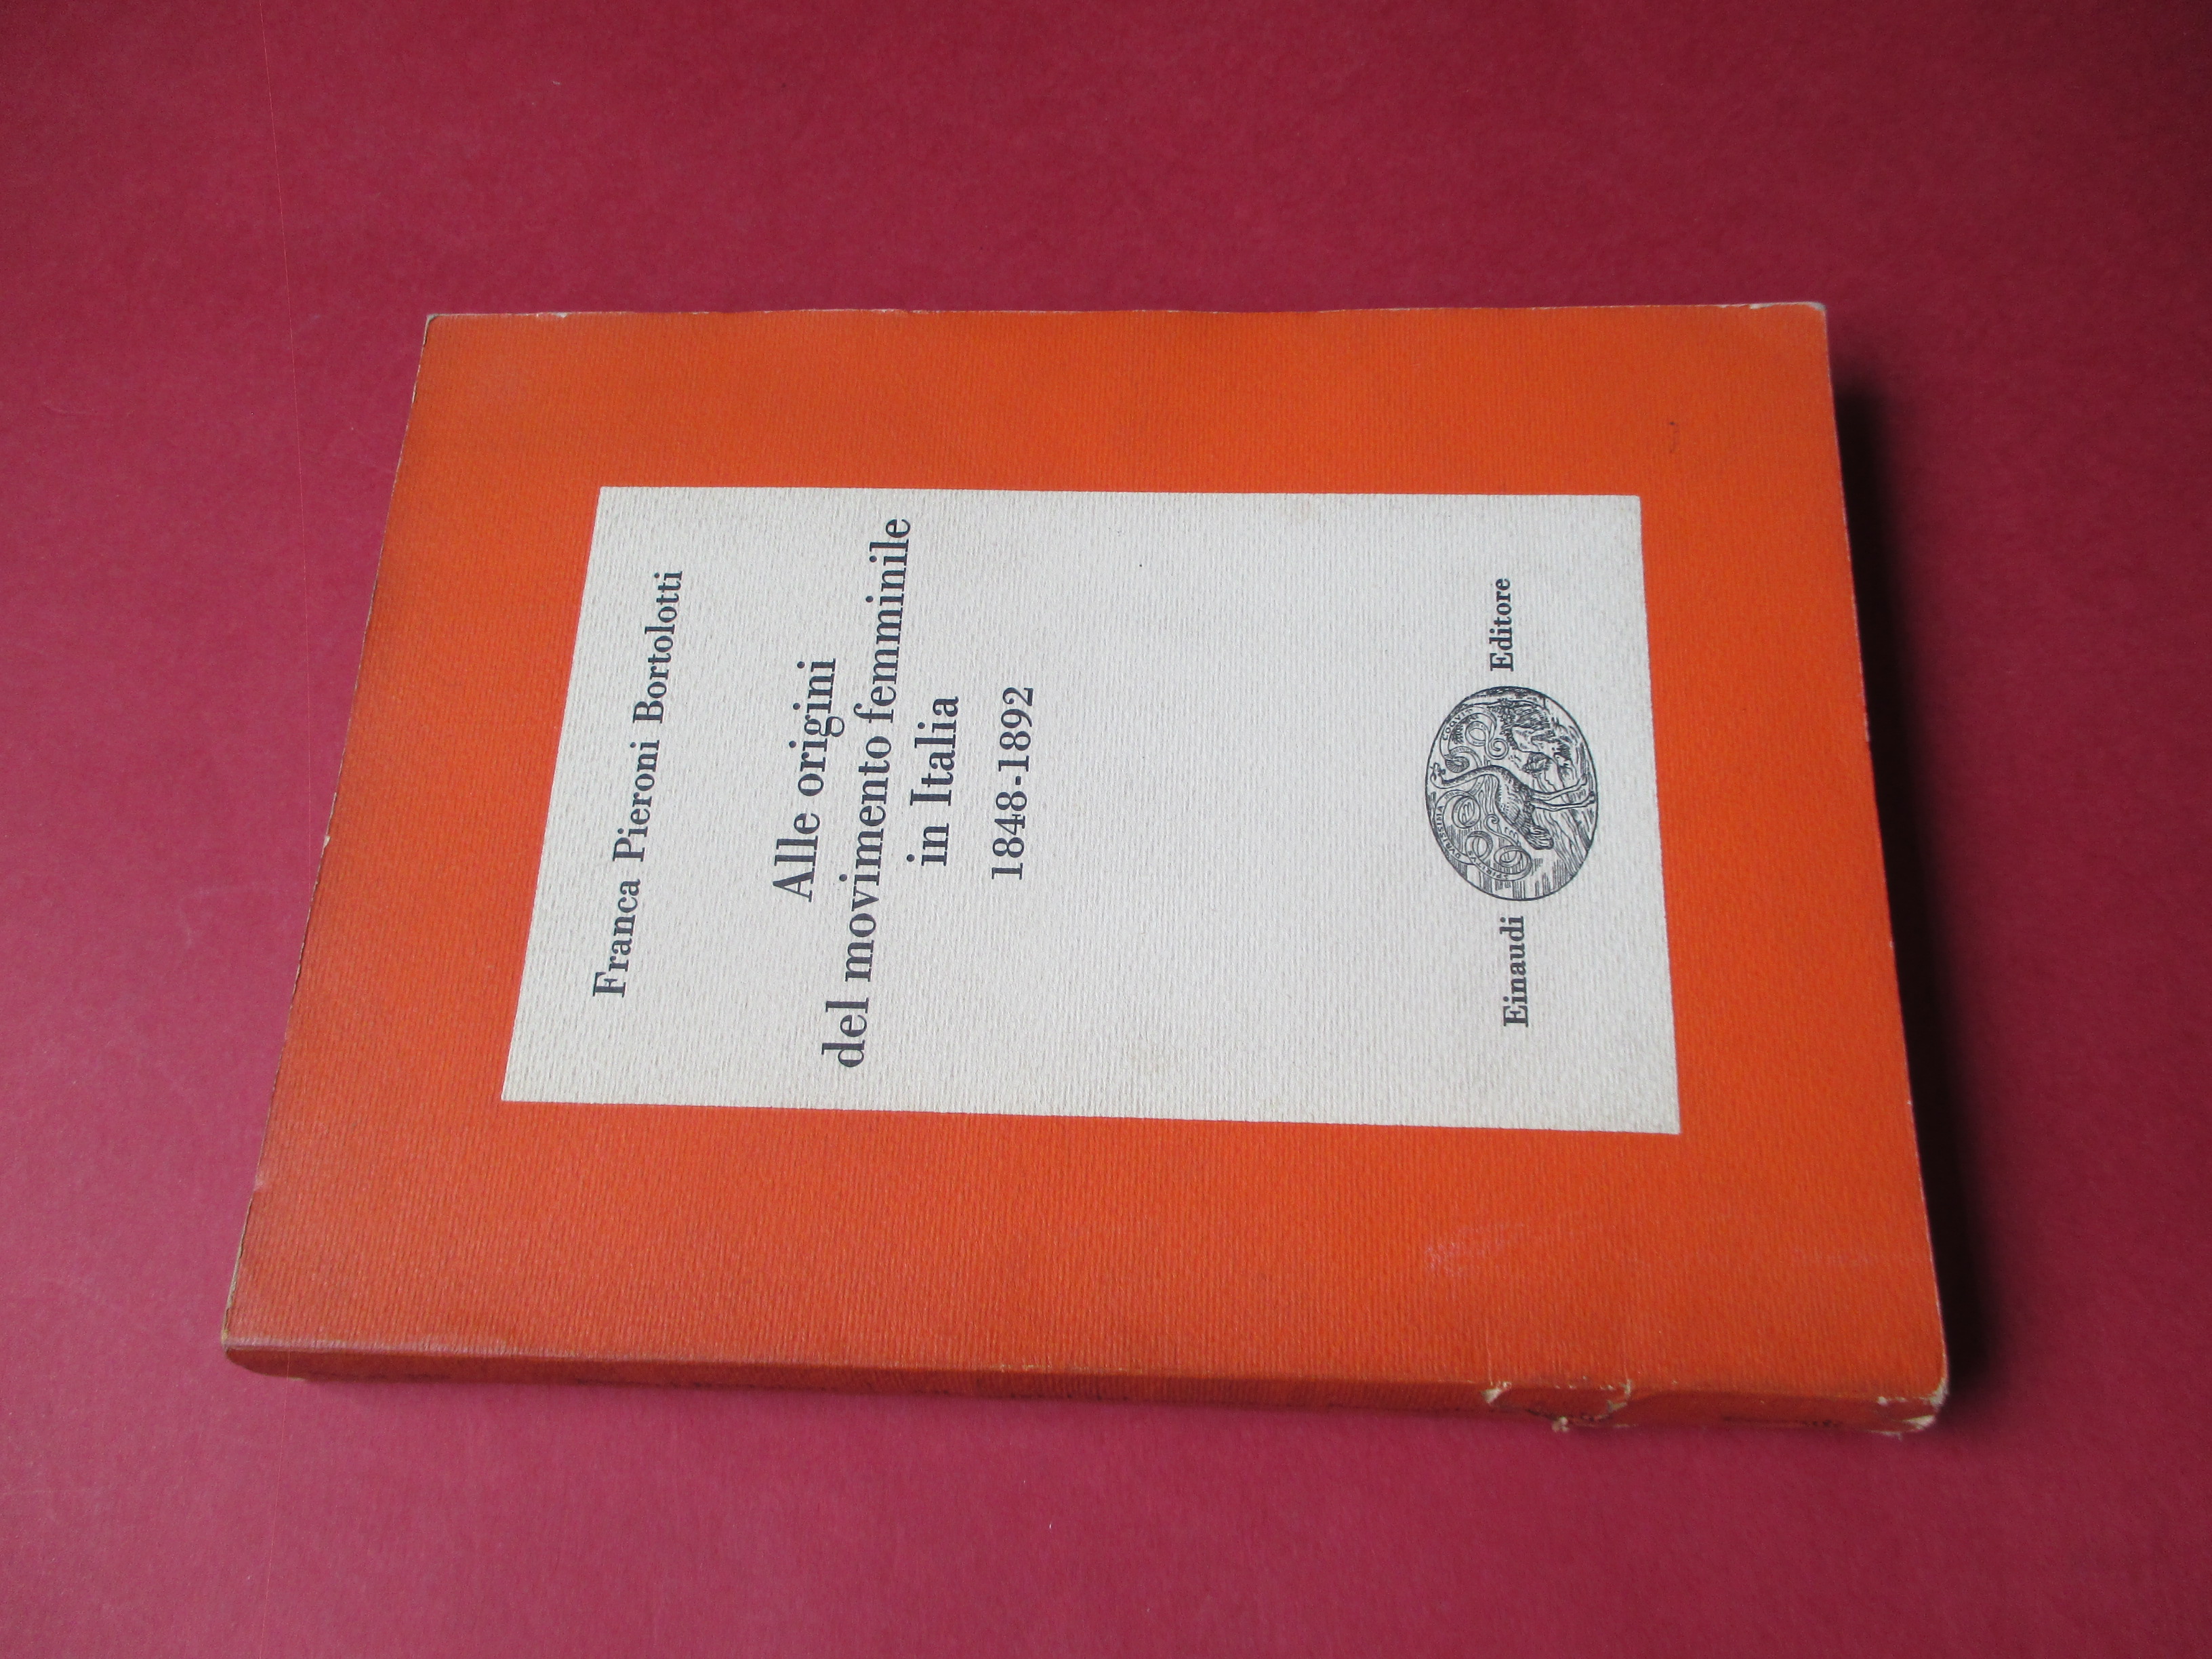 Franca Pieroni Bortolotti
Alle origini
del movimento femminile
in Italia
1848-1892
Einaudi Editore